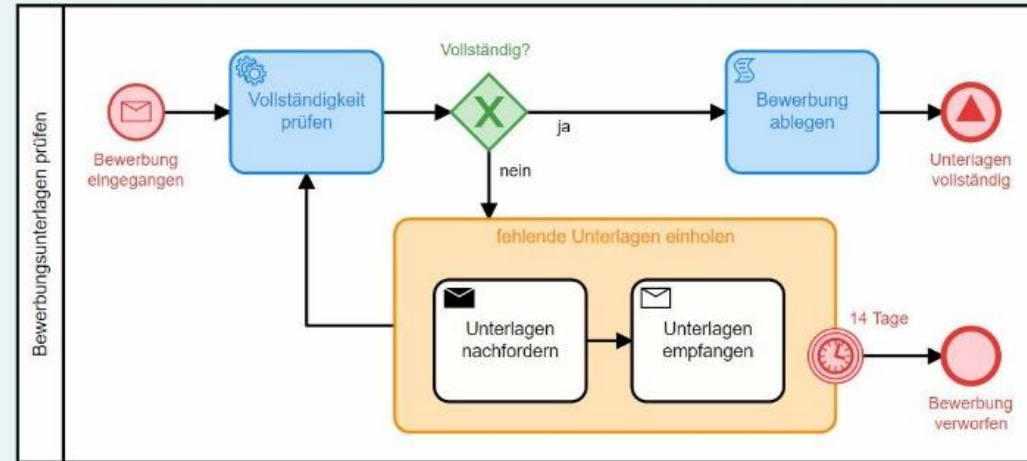 Bewerbungsunterlagen prüfen
Bewerbung
eingegangen
Vollständigkeit
prüfen
Vollständig?
ja
nein
Bewerbung
ablegen
Unterlagen
vollständig
fehlende Unterlagen einholen
Unterlagen
nachfordern
Unterlagen
empfangen
14 Tage
Bewerbung
verworfen